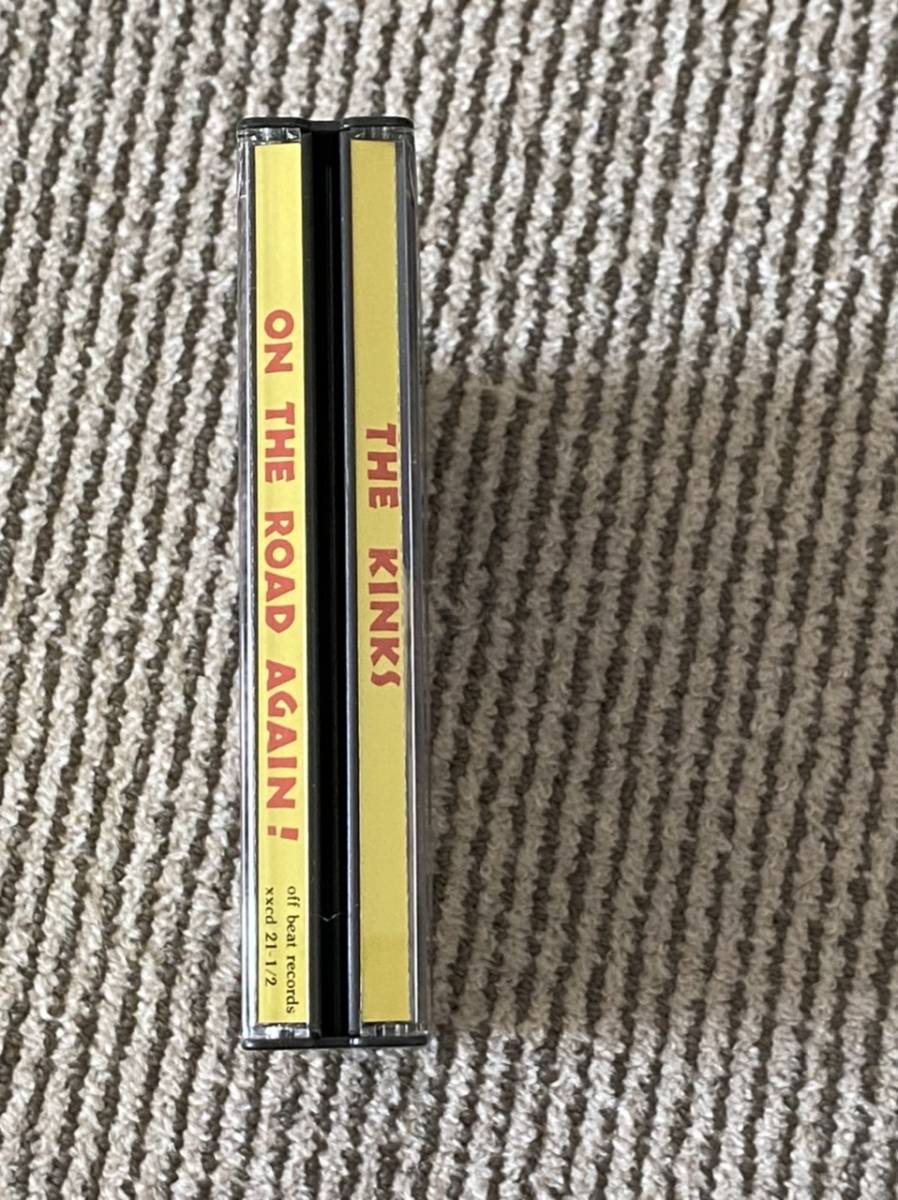 THE KINKS
ON THE ROAD AGAIN!
off beat records
xxcd 21-1/2